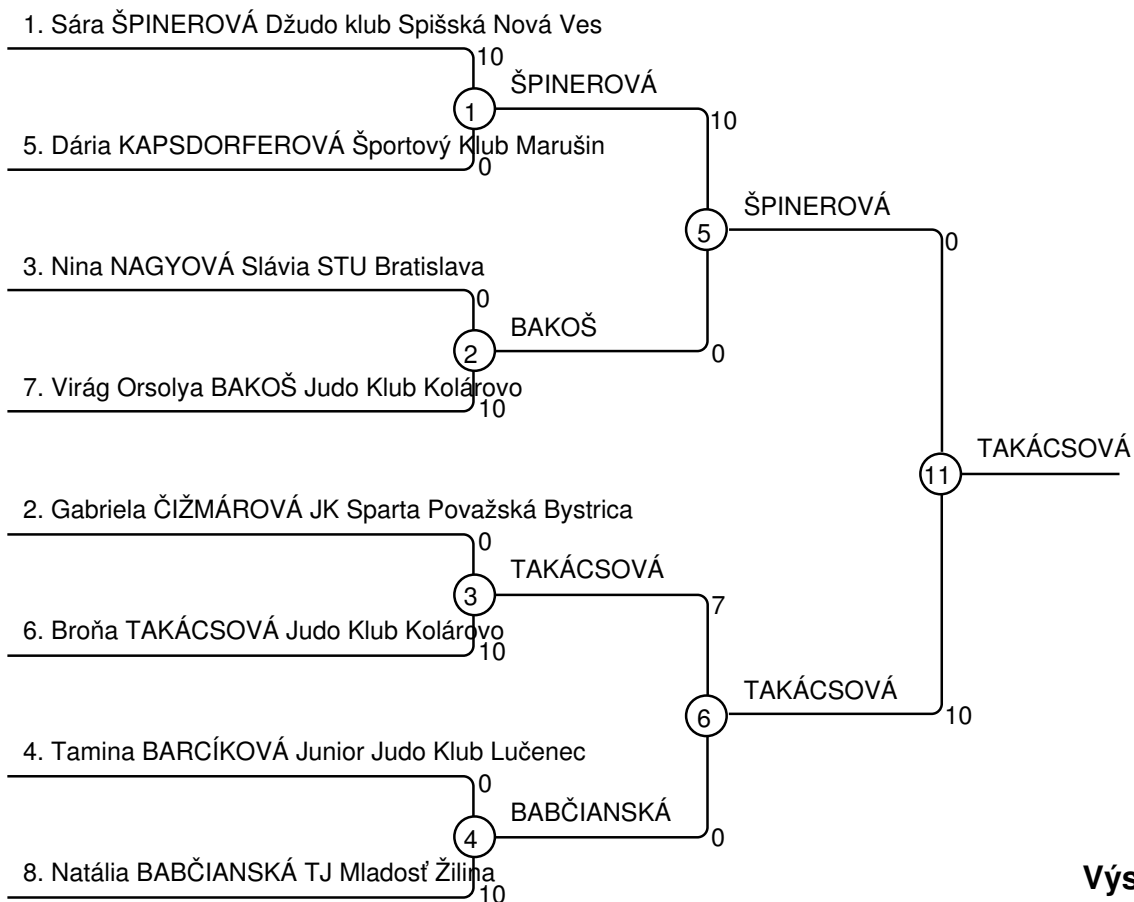 1. Sára ŠPINEROVÁ Džudo klub Spišská Nová Ves
10
ŠPINEROVÁ
1
10
5. Dária KAPSDORFEROVÁ Športový Klub Marušin
0
ŠPINEROVÁ
5
0
3. Nina NAGYOVÁ Slávia STU Bratislava
0
BAKOŠ
2
0
7. Virág Orsolya BAKOŠ Judo Klub Kolárovo
10
TAKÁCSOVÁ
11
2. Gabriela ČIŽMÁROVÁ JK Sparta Považská Bystrica
0
TAKÁCSOVÁ
3
7
6. Broňa TAKÁCSOVÁ Judo Klub Kolárovo
10
TAKÁCSOVÁ
6
10
4. Tamina BARCÍKOVÁ Junior Judo Klub Lučenec
0
BABČIANSKÁ
4
0
8. Natália BABČIANSKÁ TJ Mladosť Žilina
10
Výs